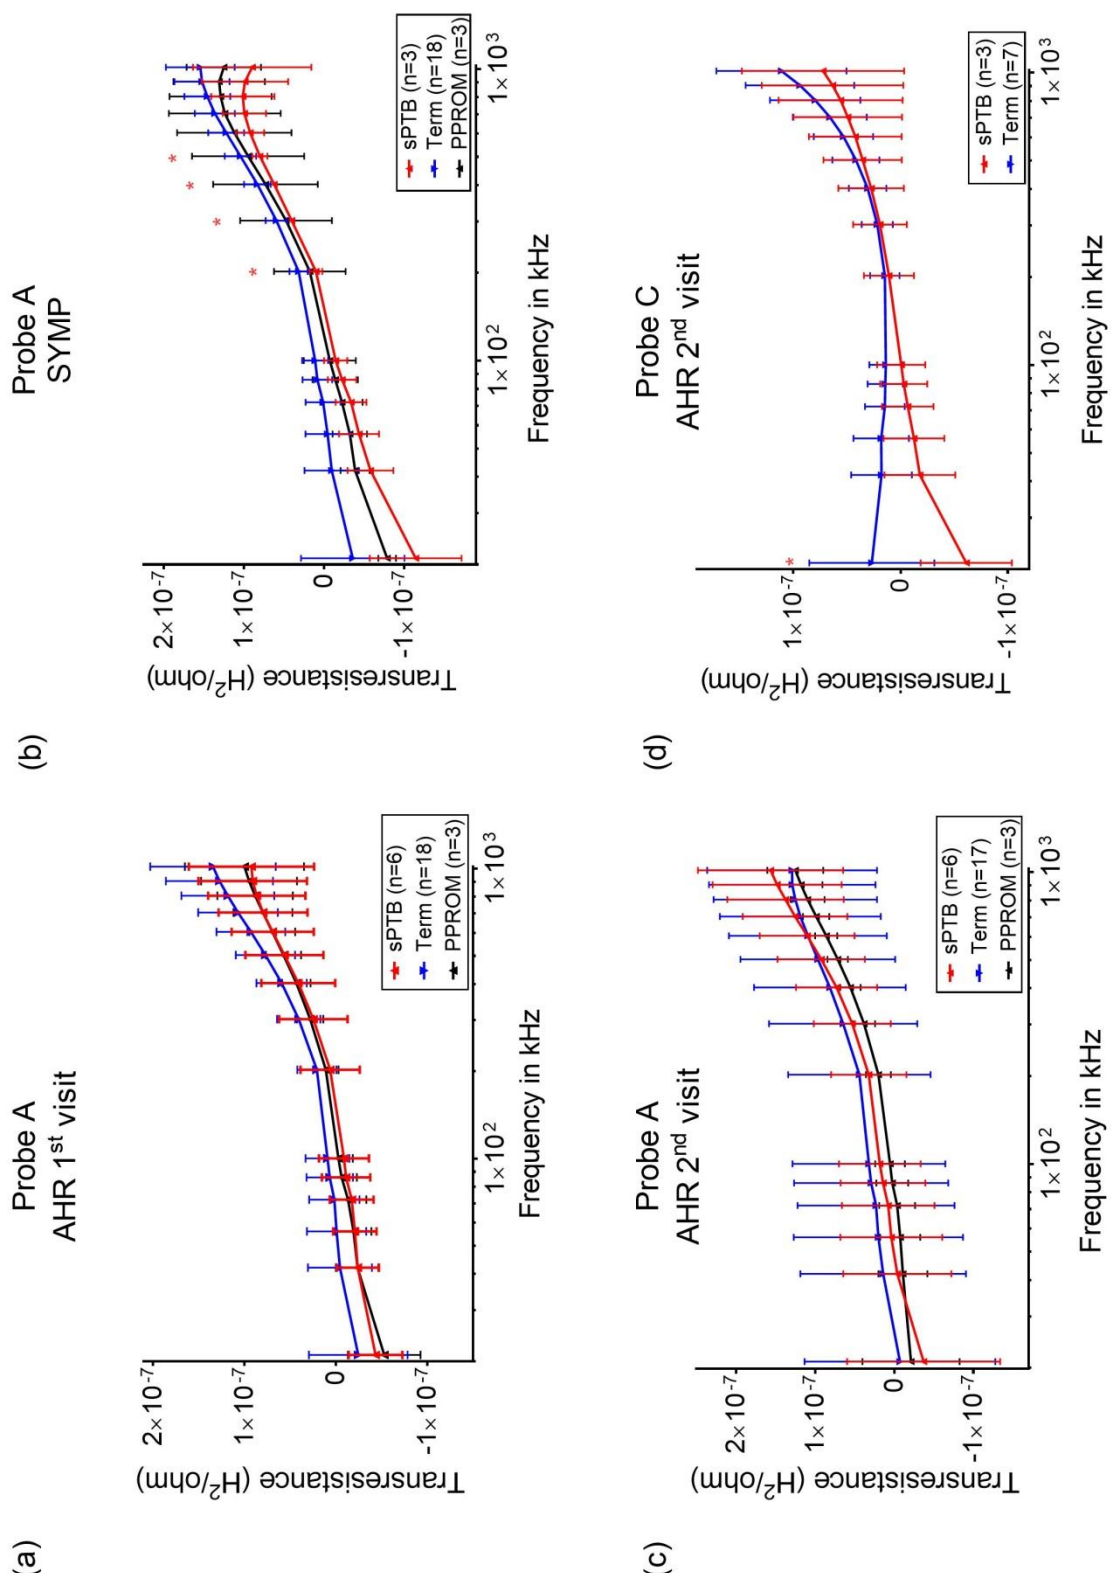 (a)
Probe A
AHR 1st visit
Transresistance (H²/ohm)
2×10⁻⁷
1×10⁻⁷
0
-1×10⁻⁷
sPTB (n=6)
Term (n=18)
PPROM (n=3)
1×10²
1×10³
Frequency in kHz
(b)
Probe A
SYMP
Transresistance (H²/ohm)
2×10⁻⁷
1×10⁻⁷
0
-1×10⁻⁷
*
*
*
*
sPTB (n=3)
Term (n=18)
PPROM (n=3)
1×10²
1×10³
Frequency in kHz
(c)
Probe A
AHR 2nd visit
Transresistance (H²/ohm)
2×10⁻⁷
1×10⁻⁷
0
-1×10⁻⁷
sPTB (n=6)
Term (n=17)
PPROM (n=3)
1×10²
1×10³
Frequency in kHz
(d)
Probe C
AHR 2nd visit
Transresistance (H²/ohm)
1×10⁻⁷
0
-1×10⁻⁷
*
sPTB (n=3)
Term (n=7)
1×10²
1×10³
Frequency in kHz